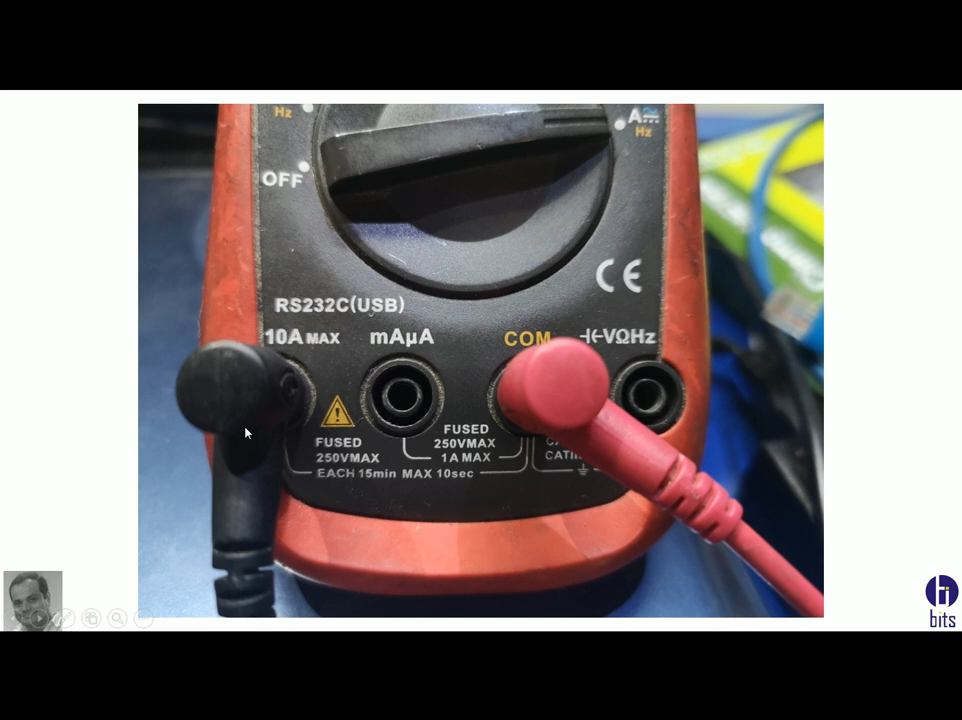 Hz
A
Hz
OFF
CE
RS232C(USB)
10A MAX
mAµA
COM
VΩHz
FUSED
250VMAX
FUSED
250VMAX
1A MAX
EACH 15min MAX 10sec
bits